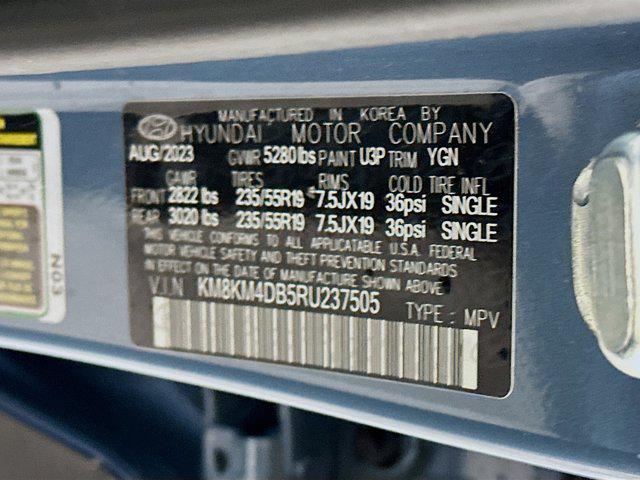 MANUFACTURED IN KOREA BY
HYUNDAI MOTOR COMPANY
AUG/2023 GVWR 5280 lbs PAINT U3P TRIM YGN
GAWR TIRES RIMS COLD TIRE INFL
FRONT 2822 lbs 235/55R19 7.5JX19 36psi SINGLE
REAR 3020 lbs 235/55R19 7.5JX19 36psi SINGLE
THIS VEHICLE CONFORMS TO ALL APPLICATABLE U.S.A. FEDERAL
MOTOR VEHICLE SAFETY AND THEFT PREVENTION STANDARDS
IN EFFECT ON THE DATE OF MANUFACTURE SHOWN ABOVE
V.I.N KM8KM4DB5RU237505
TYPE : MPV
N03